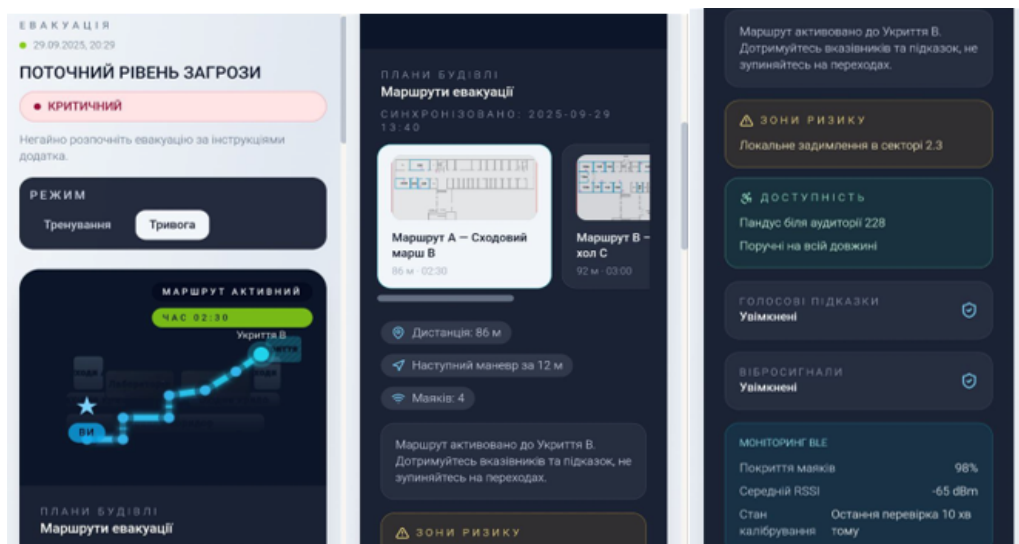 ЕВАКУАЦІЯ
29.09.2025, 20:29
ПОТОЧНИЙ РІВЕНЬ ЗАГРОЗИ
КРИТИЧНИЙ
Негайно розпочніть евакуацію за інструкціями
додатка.
РЕЖИМ
Тренування
Тривога
МАРШРУТ АКТИВНИЙ
ЧАС 02:30
Укриття B
ВИ
ПЛАНИ БУДІВЛІ
Маршрути евакуації
ПЛАНИ БУДІВЛІ
Маршрути евакуації
СИНХРОНІЗОВАНО: 2025-09-29
13:40
Маршрут A — Сходовий
марш B
86 м · 02:30
Маршрут B —
хол C
92 м · 03:00
Дистанція: 86 м
Наступний маневр за 12 м
Маяків: 4
Маршрут активовано до Укриття B.
Дотримуйтесь вказівників та підказок, не
зупиняйтесь на переходах.
ЗОНИ РИЗИКУ
Маршрут активовано до Укриття B.
Дотримуйтесь вказівників та підказок, не
зупиняйтесь на переходах.
ЗОНИ РИЗИКУ
Локальне задимлення в секторі 2.3
ДОСТУПНІСТЬ
Пандус біля аудиторії 228
Поручні на всій довжині
ГОЛОСОВІ ПІДКАЗКИ
Увімкнені
ВІБРОСИГНАЛИ
Увімкнені
МОНІТОРИНГ BLE
Покриття маяків 98%
Середній RSSI -65 dBm
Стан Остання перевірка 10 хв
калібрування тому